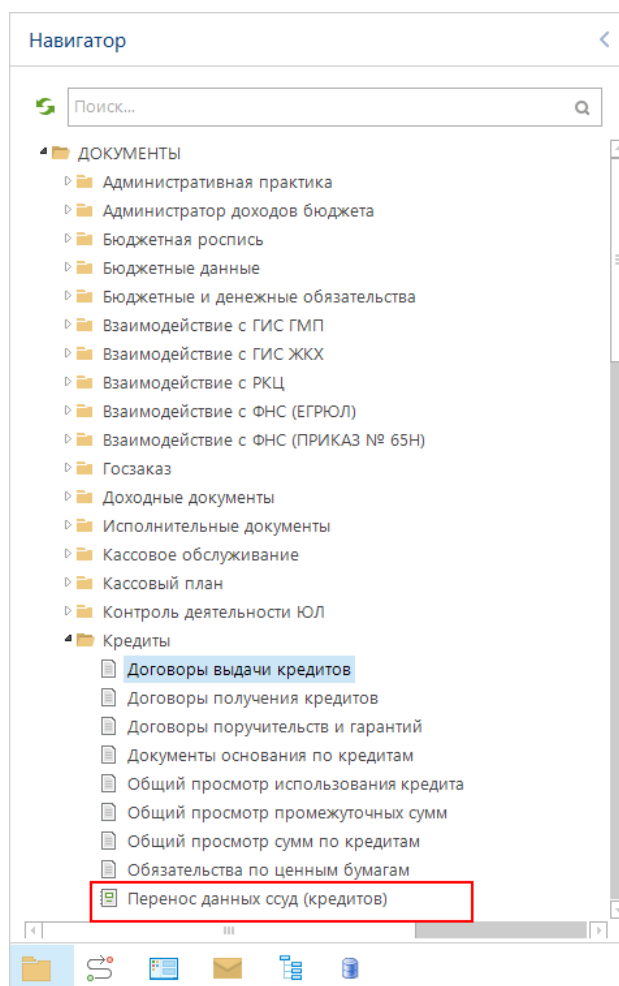 Навигатор
Поиск...
ДОКУМЕНТЫ
Административная практика
Администратор доходов бюджета
Бюджетная роспись
Бюджетные данные
Бюджетные и денежные обязательства
Взаимодействие с ГИС ГМП
Взаимодействие с ГИС ЖКХ
Взаимодействие с РКЦ
Взаимодействие с ФНС (ЕГРЮЛ)
Взаимодействие с ФНС (ПРИКАЗ № 65Н)
Госзаказ
Доходные документы
Исполнительные документы
Кассовое обслуживание
Кассовый план
Контроль деятельности ЮЛ
Кредиты
Договоры выдачи кредитов
Договоры получения кредитов
Договоры поручительств и гарантий
Документы основания по кредитам
Общий просмотр использования кредита
Общий просмотр промежуточных сумм
Общий просмотр сумм по кредитам
Обязательства по ценным бумагам
Перенос данных ссуд (кредитов)